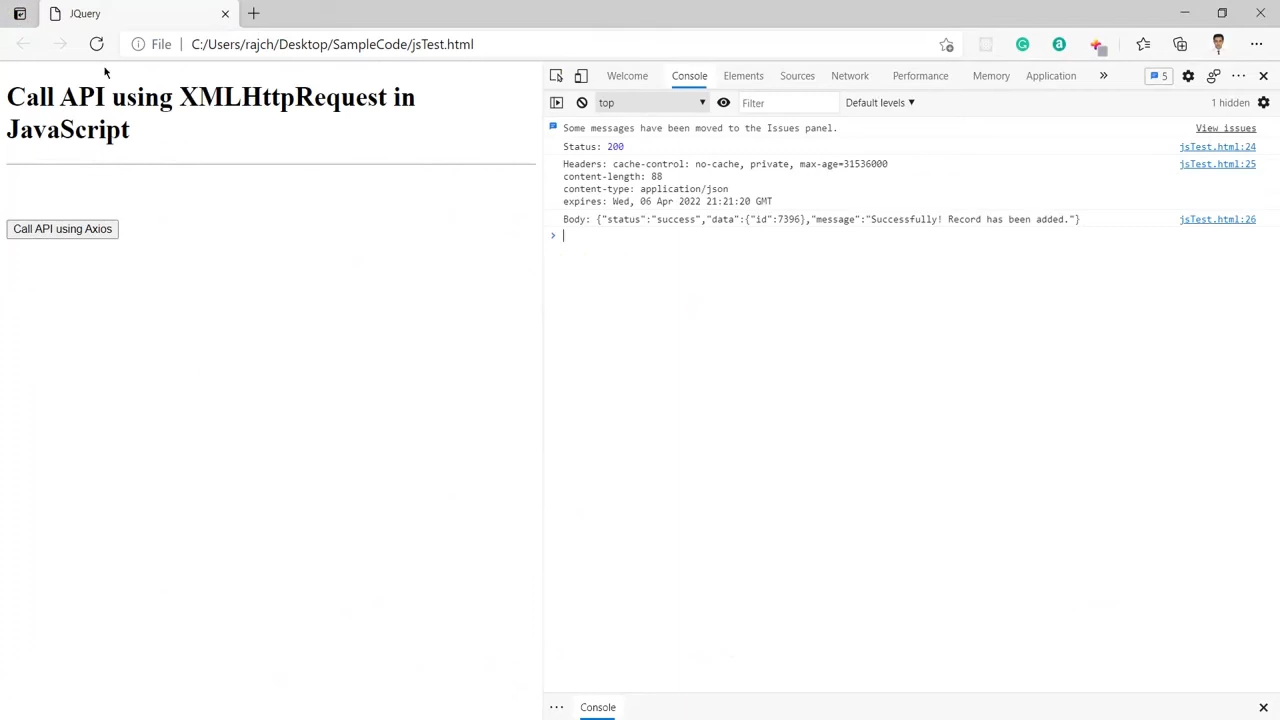 JQuery
File
C:/Users/rajch/Desktop/SampleCode/jsTest.html
Call API using XMLHttpRequest in
JavaScript
Call API using Axios
Welcome
Console
Elements
Sources
Network
Performance
Memory
Application
5
top
Filter
Default levels
1 hidden
Some messages have been moved to the Issues panel.
View issues
Status: 200
jsTest.html:24
Headers: cache-control: no-cache, private, max-age=31536000
jsTest.html:25
content-length: 88
content-type: application/json
expires: Wed, 06 Apr 2022 21:21:20 GMT
Body: {"status":"success","data":{"id":7396},"message":"Successfully! Record has been added."}
jsTest.html:26
Console